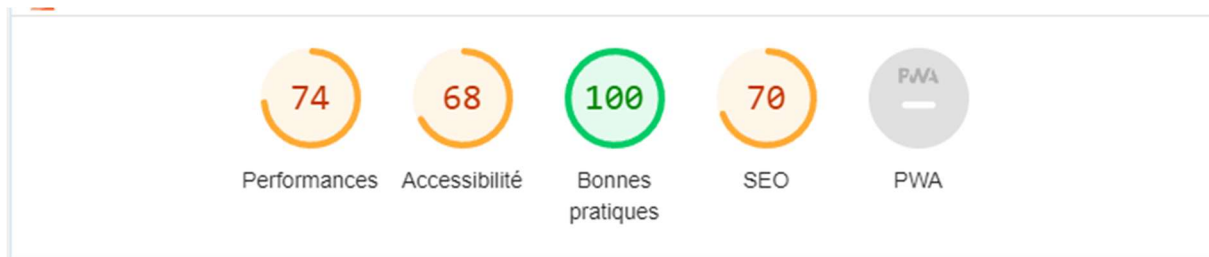 74
68
100
70
PWA
Performances
Accessibilité
Bonnes
pratiques
SEO
PWA